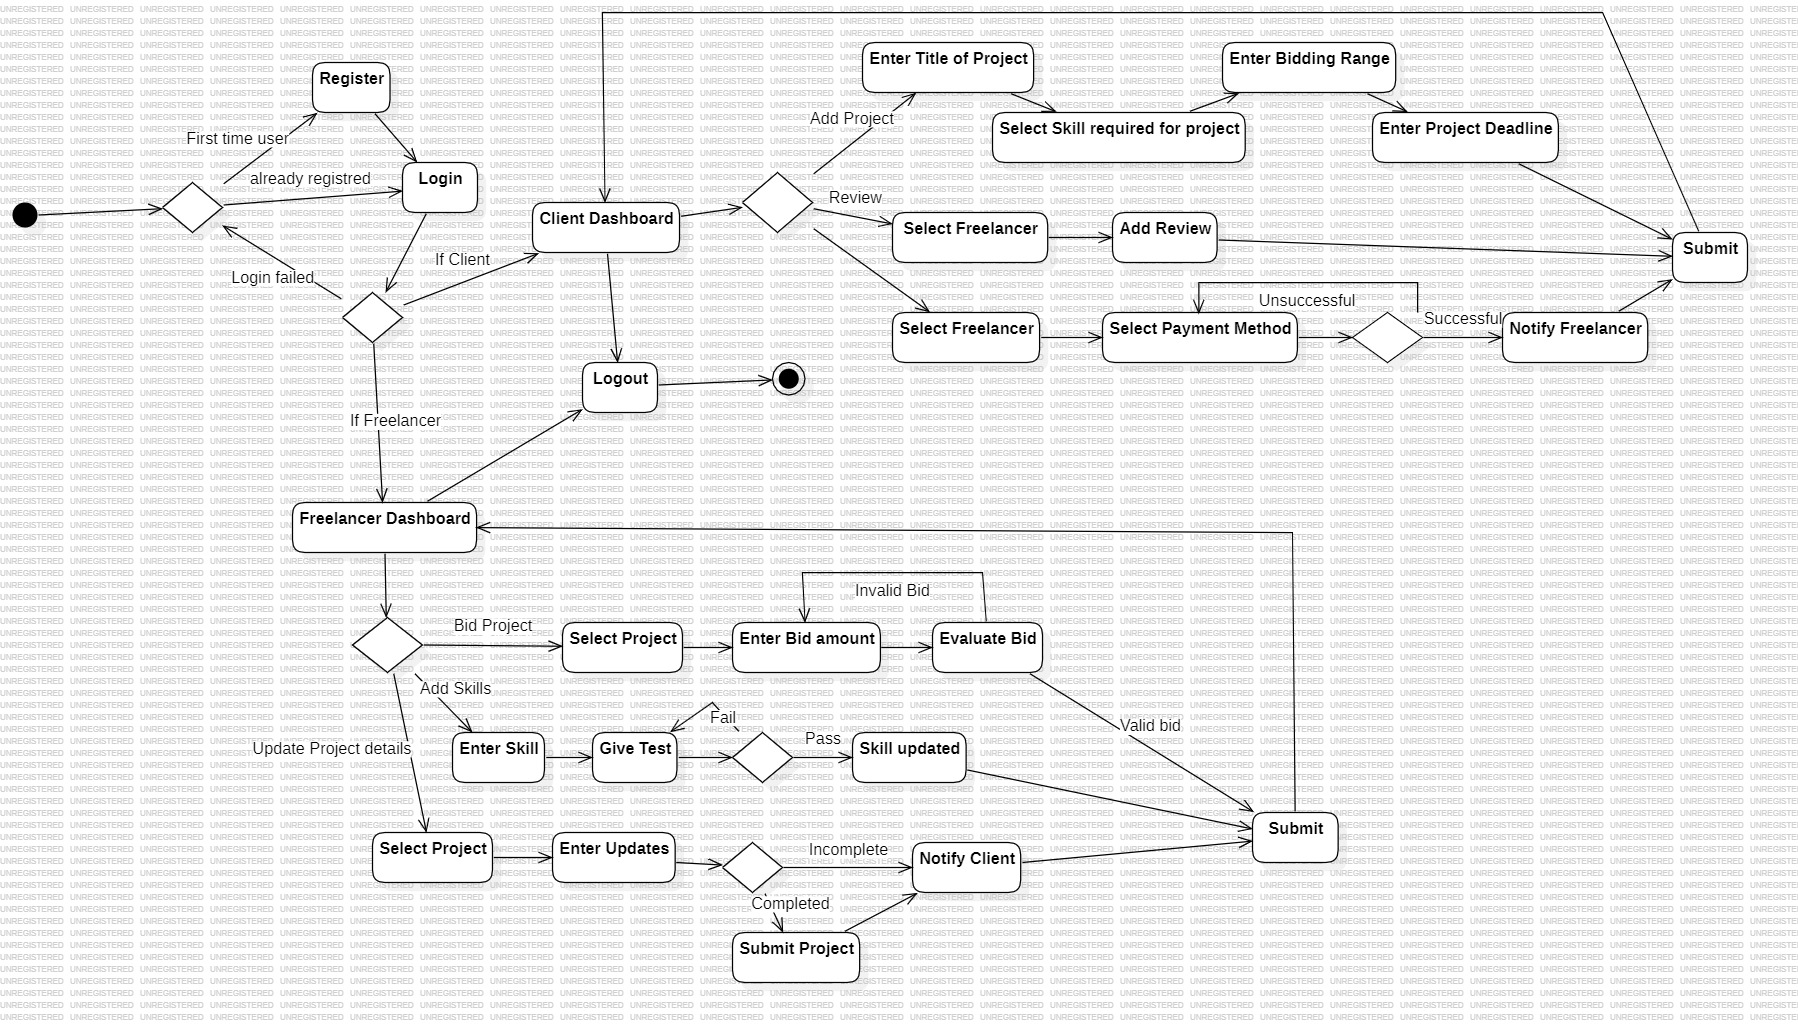 Enter Title of Project
Enter Bidding Range
Register
Add Project
Select Skill required for project
Enter Project Deadline
First time user
already registred
Login
Review
Client Dashboard
Select Freelancer
Add Review
Submit
If Client
Login failed
Unsuccessful
Successful
Select Freelancer
Select Payment Method
Notify Freelancer
Logout
If Freelancer
Freelancer Dashboard
Invalid Bid
Bid Project
Select Project
Enter Bid amount
Evaluate Bid
Add Skills
Fail
Valid bid
Update Project details
Enter Skill
Give Test
Pass
Skill updated
Submit
Select Project
Enter Updates
Incomplete
Notify Client
Completed
Submit Project
UNREGISTERED